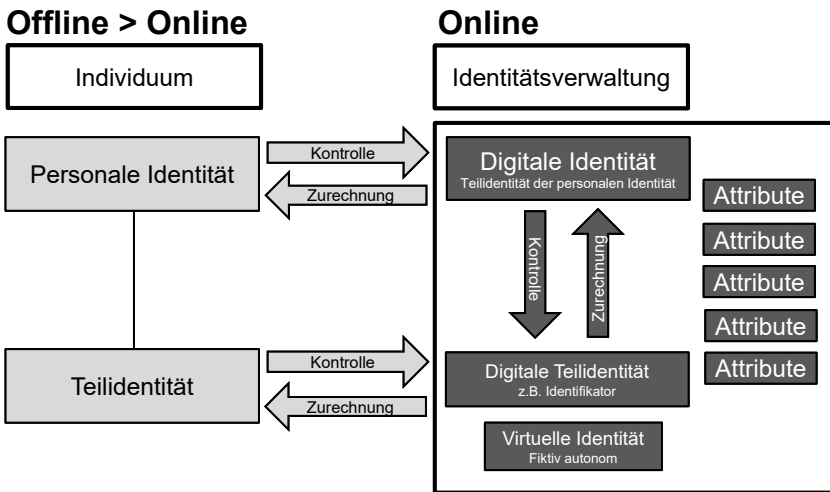 Offline > Online
Online
Individuum
Identitätsverwaltung
Personale Identität
Kontrolle
Zurechnung
Digitale Identität
Teilidentität der personalen Identität
Attribute
Attribute
Attribute
Attribute
Attribute
Kontrolle
Zurechnung
Teilidentität
Kontrolle
Zurechnung
Digitale Teilidentität
z.B. Identifikator
Virtuelle Identität
Fiktiv autonom